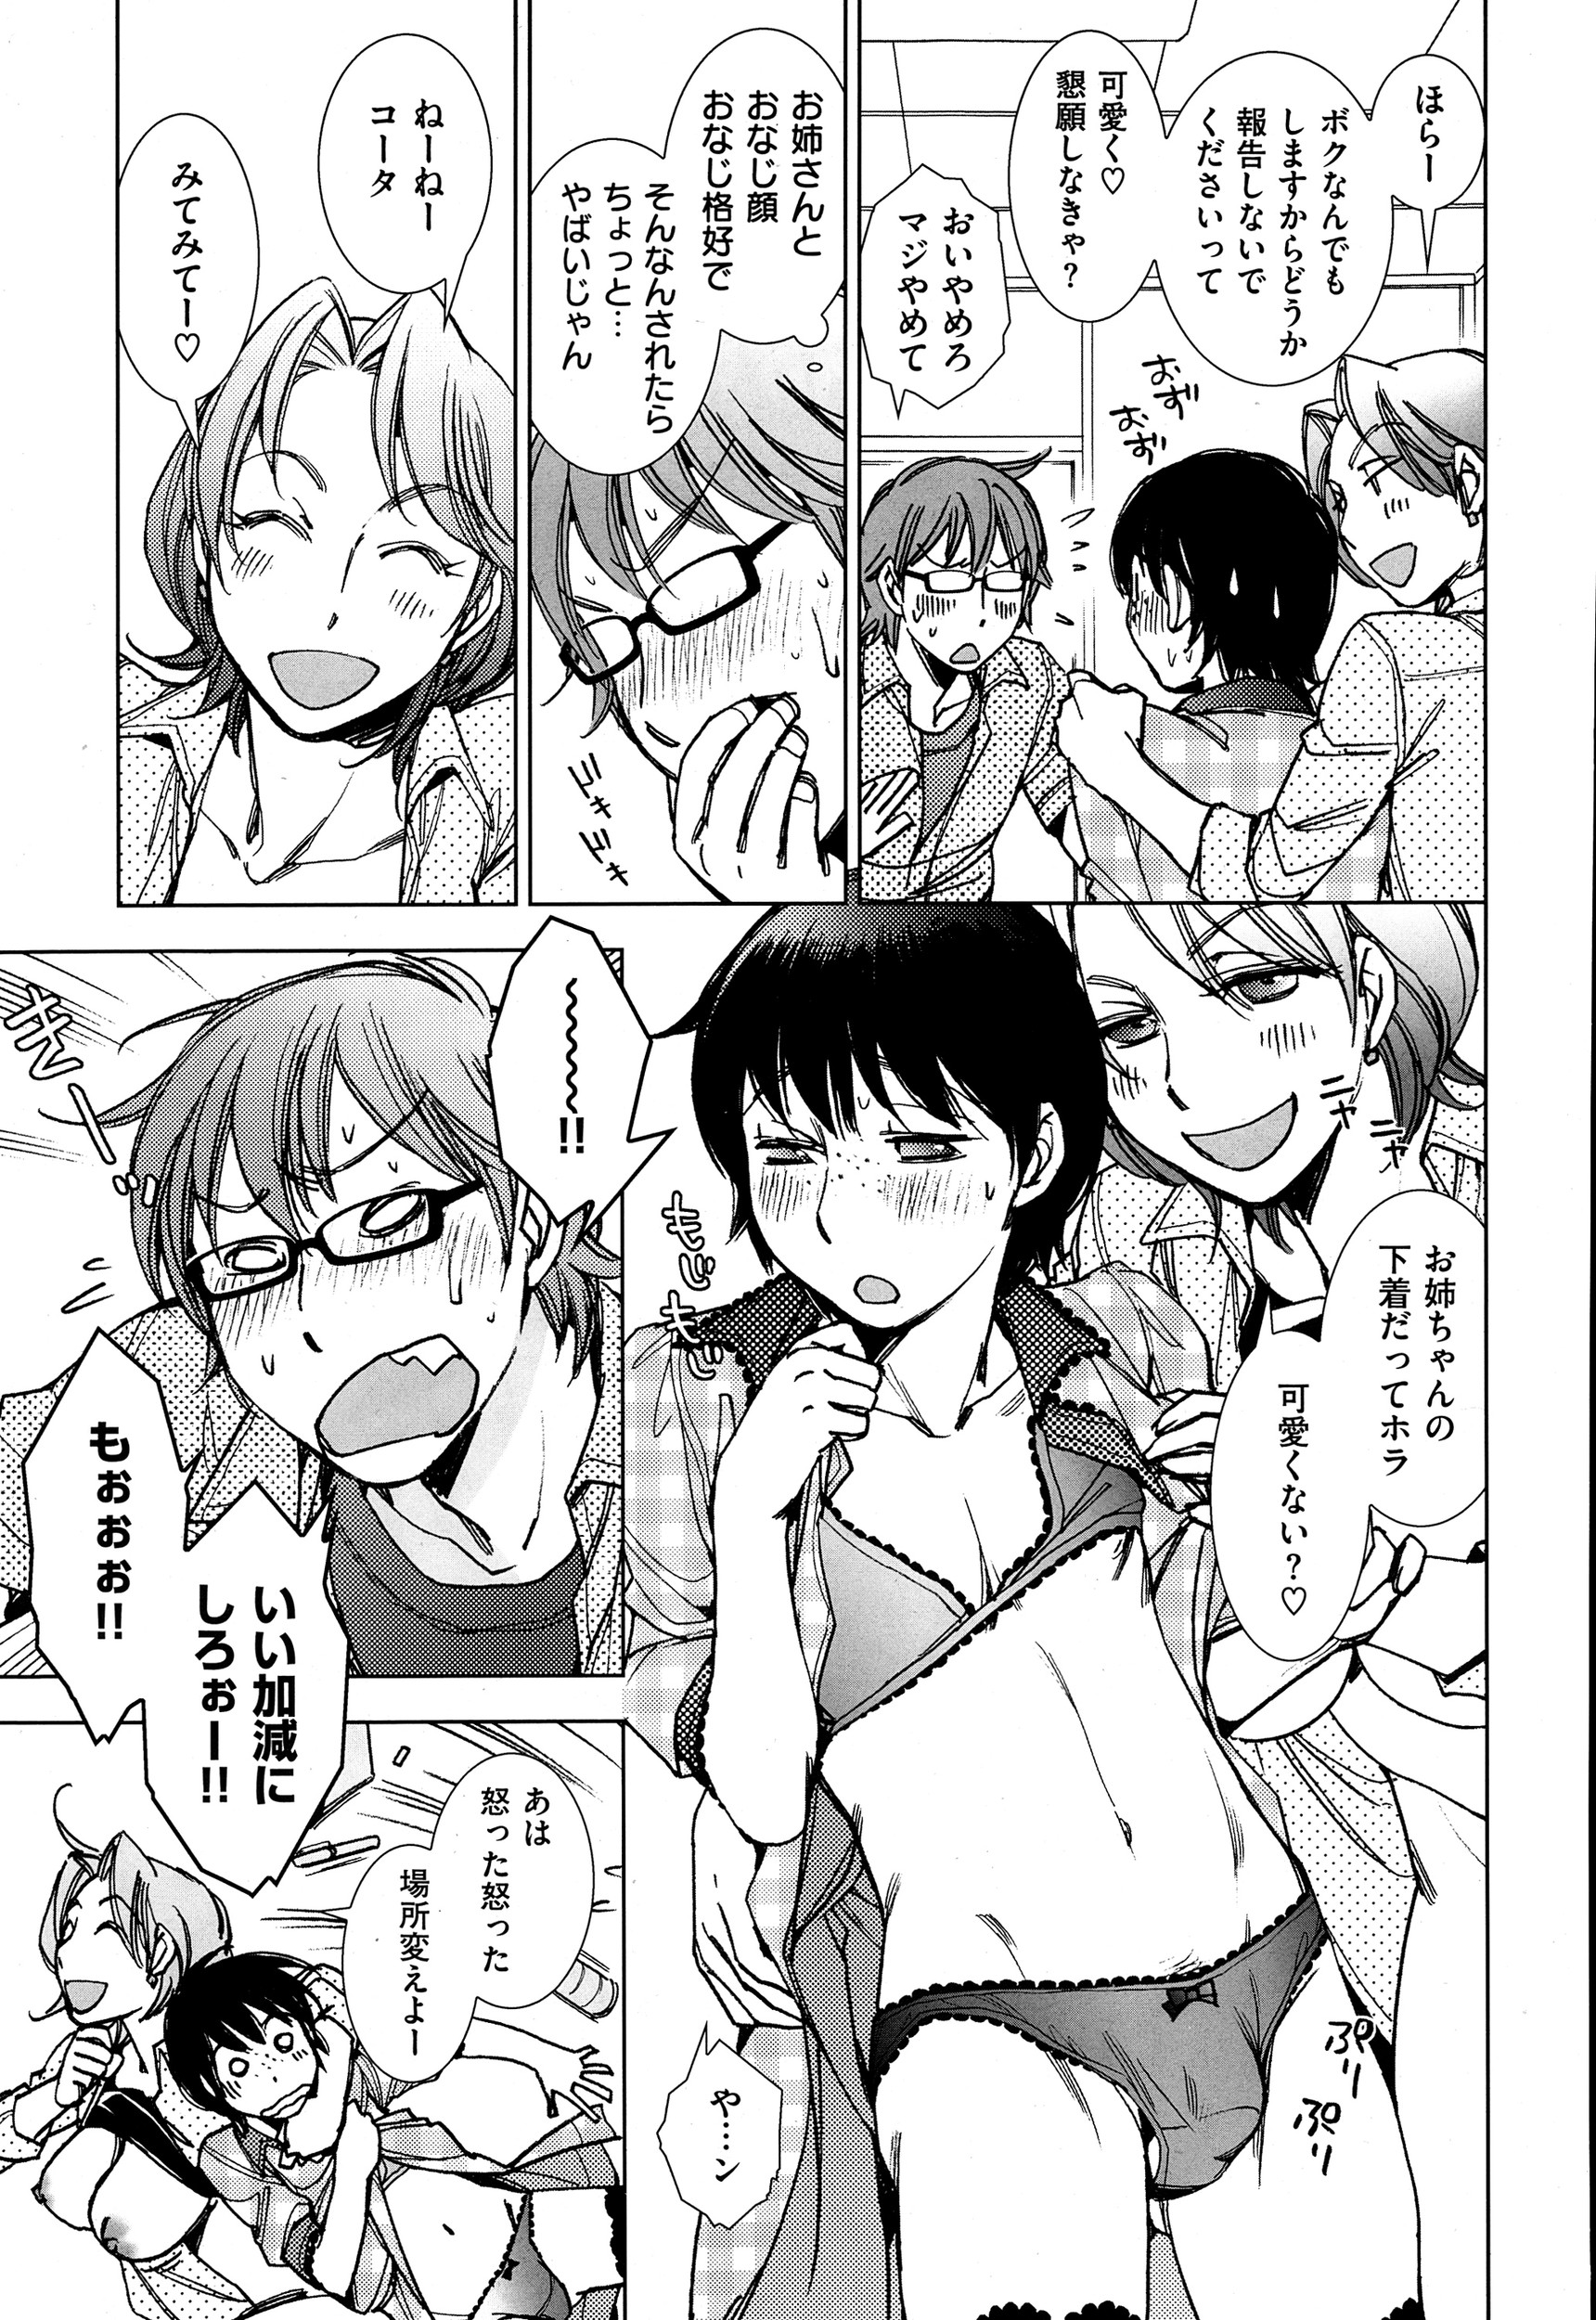 ほらー
ボクなんでも
しますからどうか
報告しないで
くださいって
可愛く♡
懇願しなきゃ？
おいやめろ
マジやめて
おず
おず
お姉さんと
おなじ顔
おなじ格好で
そんなんされたら
ちょっと…
やばいじゃん
ドキ
ドキ
ねーねー
コータ
みてみてー♡
ニャ
ニャ
お姉ちゃんの
下着だってホラ
可愛くない？♡
もじ
もじ
ぷり
ぷり
や…ン
〜〜〜〜!!
いい加減に
しろぉー!!
もぉぉぉ!!
あは
怒った怒った
場所変えよー